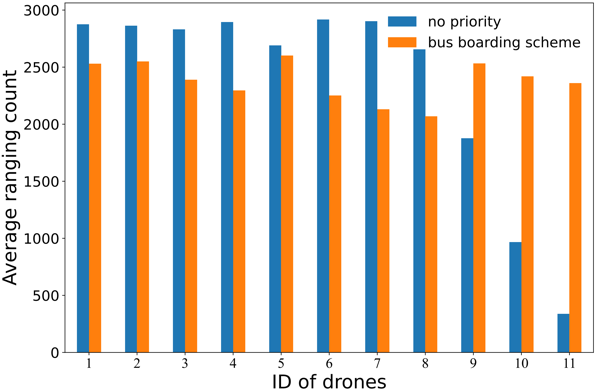 3000
2500
2000
1500
1000
500
0
Average ranging count
no priority
bus boarding scheme
1 2 3 4 5 6 7 8 9 10 11
ID of drones